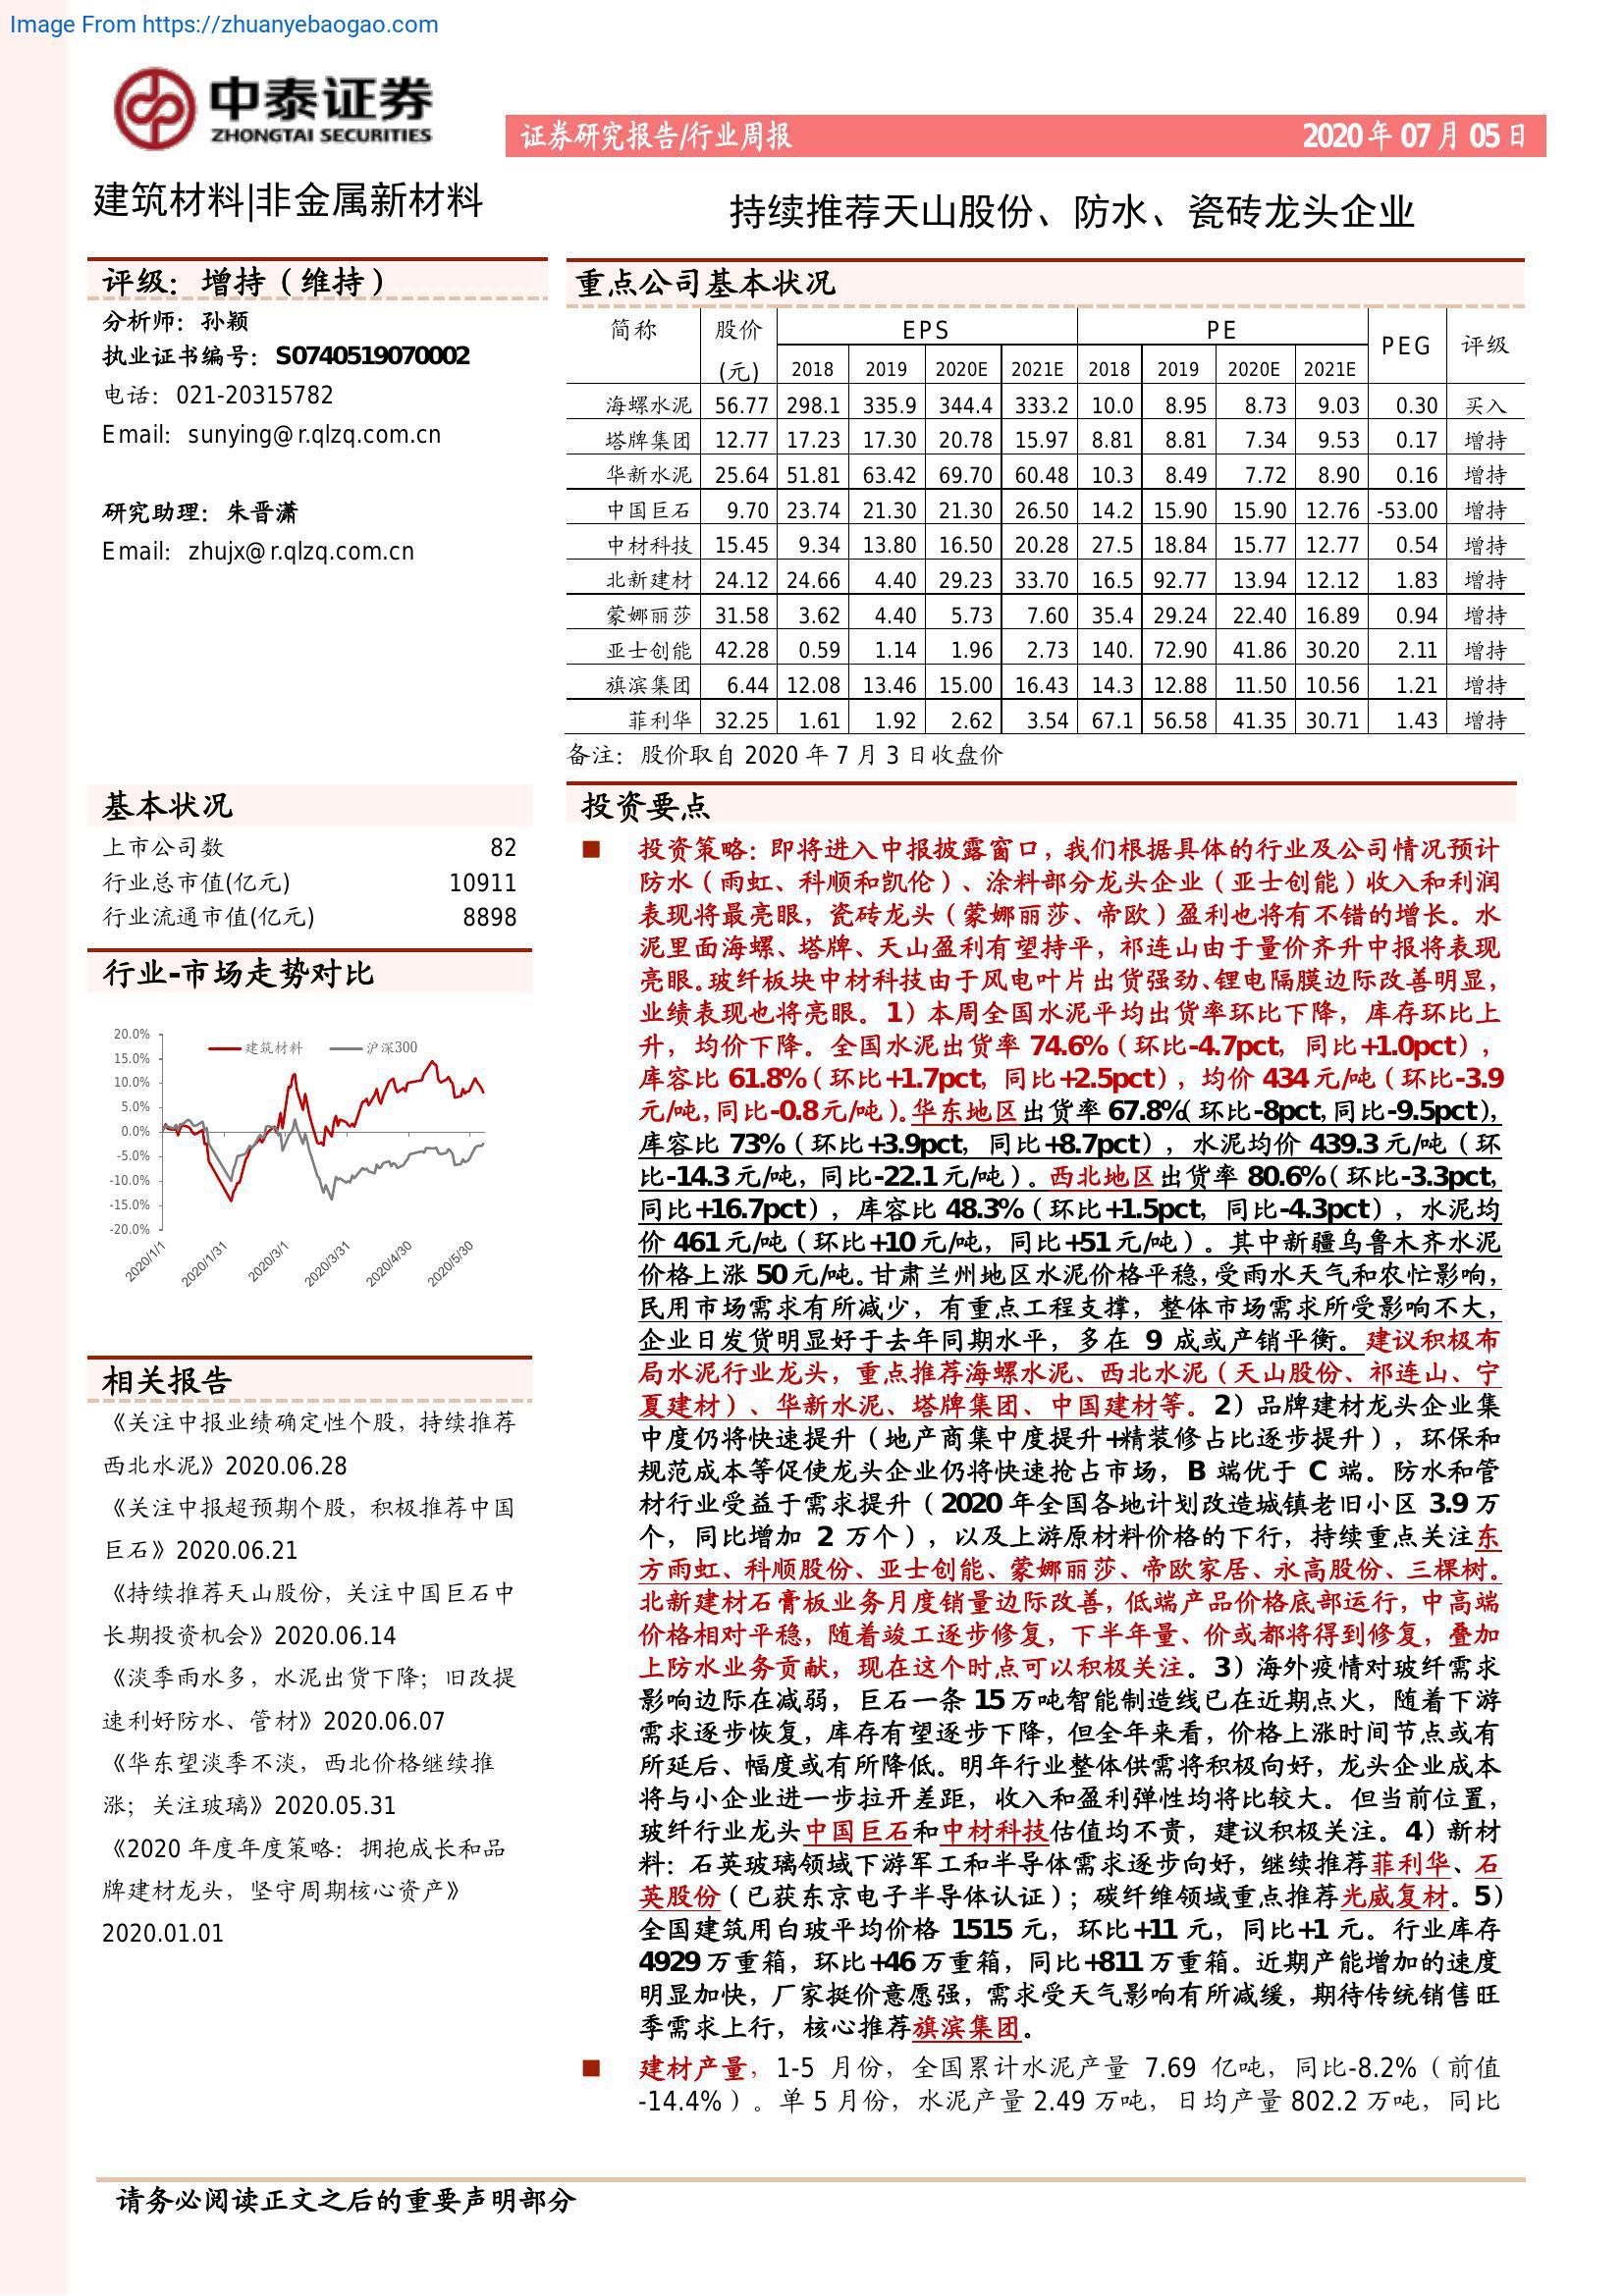 Image From https://zhuanyebaogao.com
中泰证券
ZHONGTAI SECURITIES
证券研究报告/行业周报 2020年07月05日
建筑材料|非金属新材料
持续推荐天山股份、防水、瓷砖龙头企业
评级：增持（维持）
分析师：孙颖
执业证书编号：S0740519070002
电话：021-20315782
Email：sunying@r.qlzq.com.cn
研究助理：朱晋潇
Email：zhujx@r.qlzq.com.cn
基本状况
上市公司数 82
行业总市值(亿元) 10911
行业流通市值(亿元) 8898
行业-市场走势对比
建筑材料 沪深300
20.0%
15.0%
10.0%
5.0%
0.0%
-5.0%
-10.0%
-15.0%
-20.0%
2020/1/1 2020/1/31 2020/3/1 2020/3/31 2020/4/30 2020/5/30
相关报告
《关注中报业绩确定性个股，持续推荐
西北水泥》2020.06.28
《关注中报超预期个股，积极推荐中国
巨石》2020.06.21
《持续推荐天山股份，关注中国巨石中
长期投资机会》2020.06.14
《淡季雨水多，水泥出货下降；旧改提
速利好防水、管材》2020.06.07
《华东望淡季不淡，西北价格继续推
涨；关注玻璃》2020.05.31
《2020 年度年度策略：拥抱成长和品
牌建材龙头，坚守周期核心资产》
2020.01.01
重点公司基本状况
简称 股价 EPS PE PEG 评级
(元) 2018 2019 2020E 2021E 2018 2019 2020E 2021E
海螺水泥 56.77 298.1 335.9 344.4 333.2 10.0 8.95 8.73 9.03 0.30 买入
塔牌集团 12.77 17.23 17.30 20.78 15.97 8.81 8.81 7.34 9.53 0.17 增持
华新水泥 25.64 51.81 63.42 69.70 60.48 10.3 8.49 7.72 8.90 0.16 增持
中国巨石 9.70 23.74 21.30 21.30 26.50 14.2 15.90 15.90 12.76 -53.00 增持
中材科技 15.45 9.34 13.80 16.50 20.28 27.5 18.84 15.77 12.77 0.54 增持
北新建材 24.12 24.66 4.40 29.23 33.70 16.5 92.77 13.94 12.12 1.83 增持
蒙娜丽莎 31.58 3.62 4.40 5.73 7.60 35.4 29.24 22.40 16.89 0.94 增持
亚士创能 42.28 0.59 1.14 1.96 2.73 140. 72.90 41.86 30.20 2.11 增持
旗滨集团 6.44 12.08 13.46 15.00 16.43 14.3 12.88 11.50 10.56 1.21 增持
菲利华 32.25 1.61 1.92 2.62 3.54 67.1 56.58 41.35 30.71 1.43 增持
备注：股价取自 2020 年 7 月 3 日收盘价
投资要点
■ 投资策略：即将进入中报披露窗口，我们根据具体的行业及公司情况预计
防水（雨虹、科顺和凯伦）、涂料部分龙头企业（亚士创能）收入和利润
表现将最亮眼，瓷砖龙头（蒙娜丽莎、帝欧）盈利也将有不错的增长。水
泥里面海螺、塔牌、天山盈利有望持平，祁连山由于量价齐升中报将表现
亮眼。玻纤板块中材科技由于风电叶片出货强劲、锂电隔膜边际改善明显，
业绩表现也将亮眼。1）本周全国水泥平均出货率环比下降，库存环比上
升，均价下降。全国水泥出货率 74.6%（环比-4.7pct，同比+1.0pct），
库容比 61.8%（环比+1.7pct，同比+2.5pct），均价 434 元/吨（环比-3.9
元/吨，同比-0.8 元/吨）。华东地区出货率 67.8%（环比-8pct，同比-9.5pct），
库容比 73%（环比+3.9pct，同比+8.7pct），水泥均价 439.3 元/吨（环
比-14.3 元/吨，同比-22.1 元/吨）。西北地区出货率 80.6%（环比-3.3pct，
同比+16.7pct），库容比 48.3%（环比+1.5pct，同比-4.3pct），水泥均
价 461 元/吨（环比+10 元/吨，同比+51 元/吨）。其中新疆乌鲁木齐水泥
价格上涨 50 元/吨。甘肃兰州地区水泥价格平稳，受雨水天气和农忙影响，
民用市场需求有所减少，有重点工程支撑，整体市场需求所受影响不大，
企业日发货明显好于去年同期水平，多在 9 成或产销平衡。建议积极布
局水泥行业龙头，重点推荐海螺水泥、西北水泥（天山股份、祁连山、宁
夏建材）、华新水泥、塔牌集团、中国建材等。2）品牌建材龙头企业集
中度仍将快速提升（地产商集中度提升+精装修占比逐步提升），环保和
规范成本等促使龙头企业仍将快速抢占市场，B 端优于 C 端。防水和管
材行业受益于需求提升（2020 年全国各地计划改造城镇老旧小区 3.9 万
个，同比增加 2 万个），以及上游原材料价格的下行，持续重点关注东
方雨虹、科顺股份、亚士创能、蒙娜丽莎、帝欧家居、永高股份、三棵树。
北新建材石膏板业务月度销量边际改善，低端产品价格底部运行，中高端
价格相对平稳，随着竣工逐步修复，下半年量、价或都将得到修复，叠加
上防水业务贡献，现在这个时点可以积极关注。3）海外疫情对玻纤需求
影响边际在减弱，巨石一条 15 万吨智能制造线已在近期点火，随着下游
需求逐步恢复，库存有望逐步下降，但全年来看，价格上涨时间节点或有
所延后、幅度或有所降低。明年行业整体供需将积极向好，龙头企业成本
将与小企业进一步拉开差距，收入和盈利弹性均将比较大。但当前位置，
玻纤行业龙头中国巨石和中材科技估值均不贵，建议积极关注。4）新材
料：石英玻璃领域下游军工和半导体需求逐步向好，继续推荐菲利华、石
英股份（已获东京电子半导体认证）；碳纤维领域重点推荐光威复材。5）
全国建筑用白玻平均价格 1515 元，环比+11 元，同比+1 元。行业库存
4929 万重箱，环比+46 万重箱，同比+811 万重箱。近期产能增加的速度
明显加快，厂家挺价意愿强，需求受天气影响有所减缓，期待传统销售旺
季需求上行，核心推荐旗滨集团。
■ 建材产量，1-5 月份，全国累计水泥产量 7.69 亿吨，同比-8.2%（前值
-14.4%）。单 5 月份，水泥产量 2.49 万吨，日均产量 802.2 万吨，同比
请务必阅读正文之后的重要声明部分